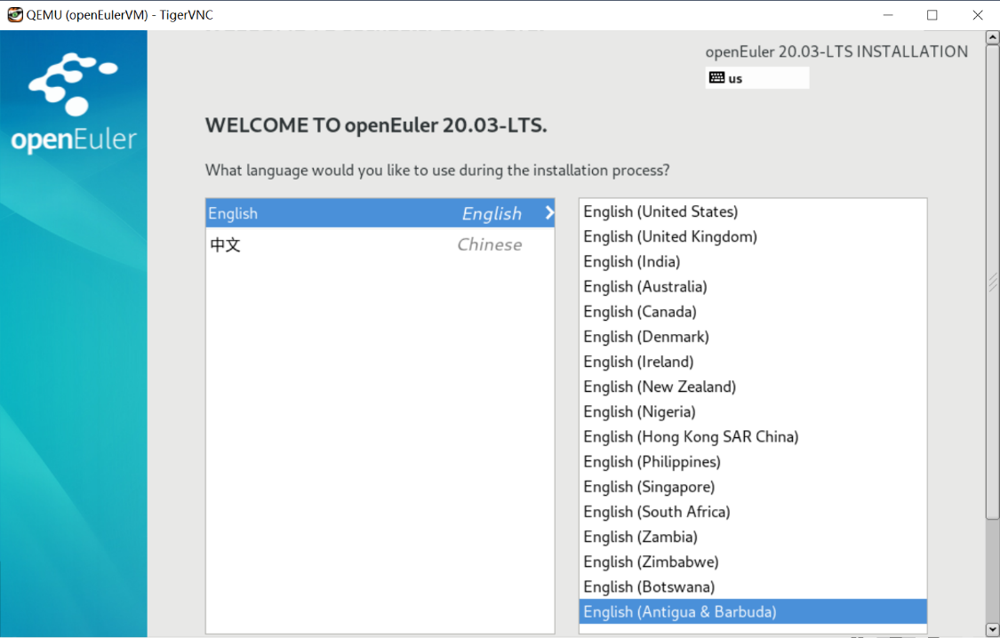 QEMU (openEulerVM) - TigerVNC
openEuler
openEuler 20.03-LTS INSTALLATION
us
WELCOME TO openEuler 20.03-LTS.
What language would you like to use during the installation process?
English English
中文 Chinese
English (United States)
English (United Kingdom)
English (India)
English (Australia)
English (Canada)
English (Denmark)
English (Ireland)
English (New Zealand)
English (Nigeria)
English (Hong Kong SAR China)
English (Philippines)
English (Singapore)
English (South Africa)
English (Zambia)
English (Zimbabwe)
English (Botswana)
English (Antigua & Barbuda)